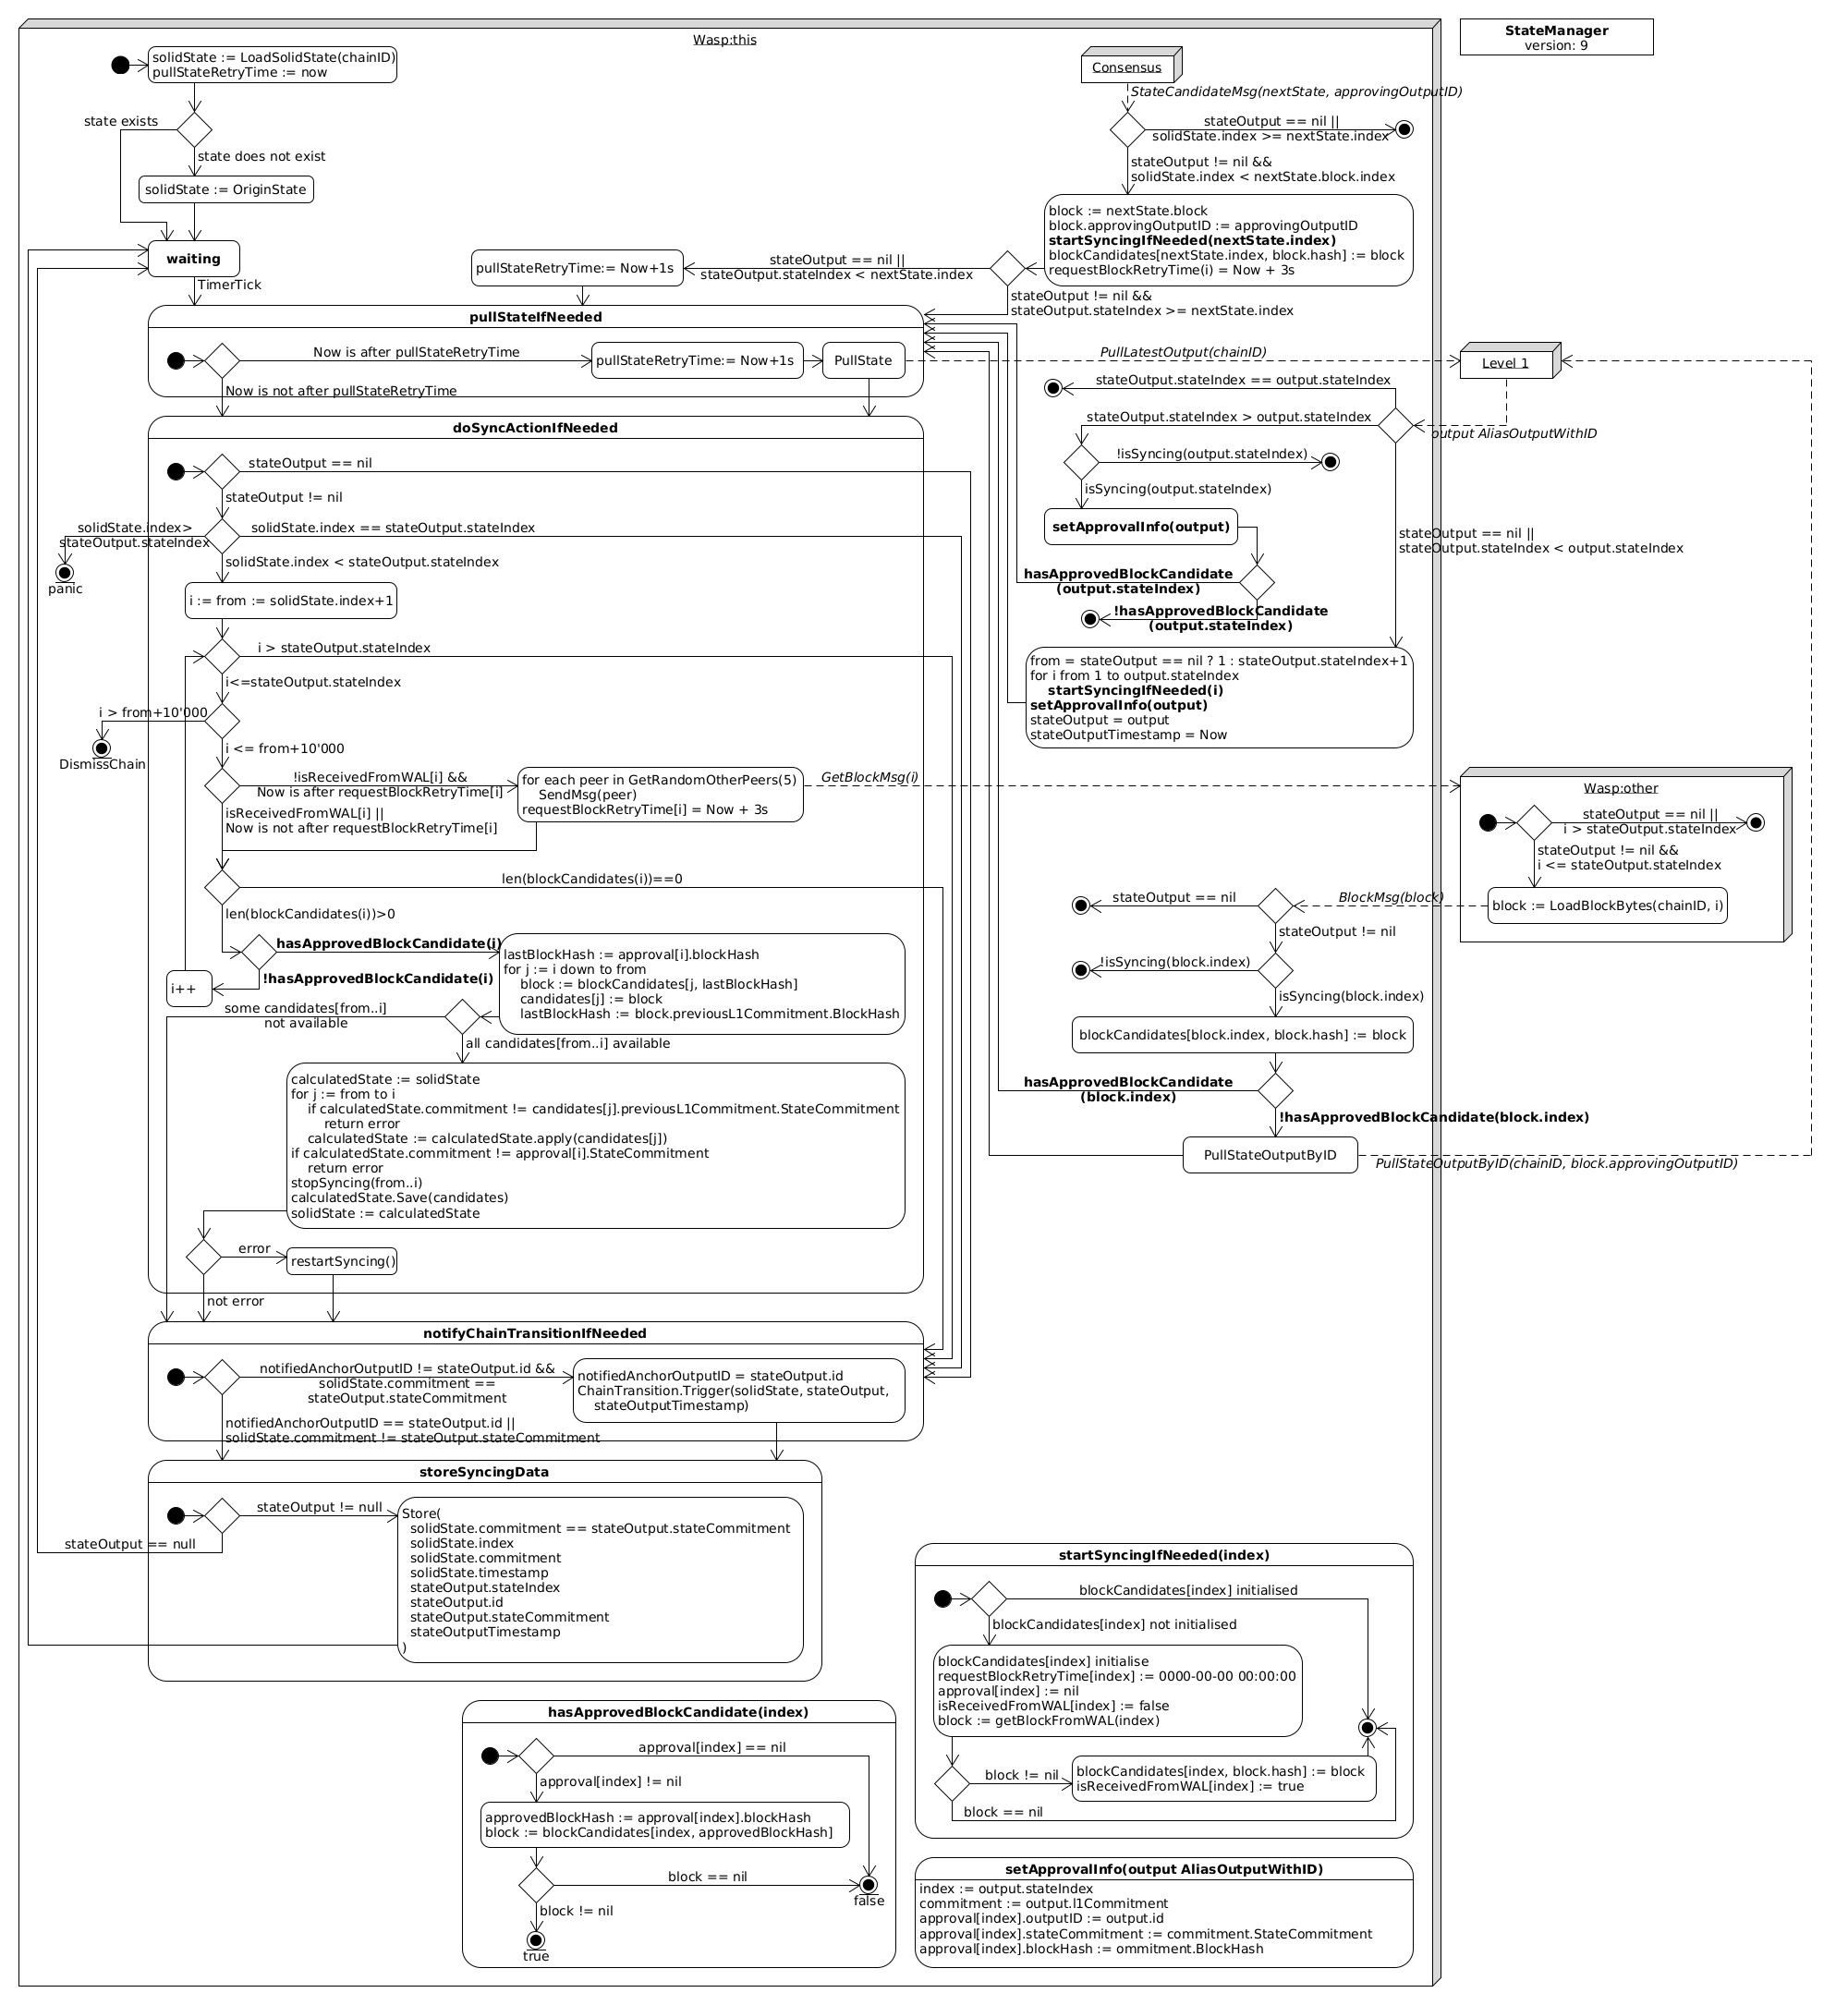 Wasp:this
StateManager
version: 9
solidState := LoadSolidState(chainID)
pullStateRetryTime := now
state exists
state does not exist
solidState := OriginState
waiting
TimerTick
Consensus
StateCandidateMsg(nextState, approvingOutputID)
stateOutput == nil ||
solidState.index >= nextState.index
stateOutput != nil &&
solidState.index < nextState.block.index
block := nextState.block
block.approvingOutputID := approvingOutputID
startSyncingIfNeeded(nextState.index)
blockCandidates[nextState.index, block.hash] := block
requestBlockRetryTime(i) = Now + 3s
stateOutput == nil ||
stateOutput.stateIndex < nextState.index
pullStateRetryTime:= Now+1s
stateOutput != nil &&
stateOutput.stateIndex >= nextState.index
pullStateIfNeeded
Now is after pullStateRetryTime
pullStateRetryTime:= Now+1s
PullState
Now is not after pullStateRetryTime
PullLatestOutput(chainID)
Level 1
output AliasOutputWithID
stateOutput.stateIndex == output.stateIndex
stateOutput.stateIndex > output.stateIndex
!isSyncing(output.stateIndex)
isSyncing(output.stateIndex)
setApprovalInfo(output)
hasApprovedBlockCandidate
(output.stateIndex)
!hasApprovedBlockCandidate
(output.stateIndex)
stateOutput == nil ||
stateOutput.stateIndex < output.stateIndex
from = stateOutput == nil ? 1 : stateOutput.stateIndex+1
for i from 1 to output.stateIndex
startSyncingIfNeeded(i)
setApprovalInfo(output)
stateOutput = output
stateOutputTimestamp = Now
doSyncActionIfNeeded
stateOutput == nil
stateOutput != nil
solidState.index>
stateOutput.stateIndex
panic
solidState.index == stateOutput.stateIndex
solidState.index < stateOutput.stateIndex
i := from := solidState.index+1
i > stateOutput.stateIndex
i<=stateOutput.stateIndex
i > from+10'000
DismissChain
i <= from+10'000
!isReceivedFromWAL[i] &&
Now is after requestBlockRetryTime[i]
for each peer in GetRandomOtherPeers(5)
SendMsg(peer)
requestBlockRetryTime[i] = Now + 3s
GetBlockMsg(i)
isReceivedFromWAL[i] ||
Now is not after requestBlockRetryTime[i]
len(blockCandidates(i))==0
len(blockCandidates(i))>0
hasApprovedBlockCandidate(i)
!hasApprovedBlockCandidate(i)
i++
lastBlockHash := approval[i].blockHash
for j := i down to from
block := blockCandidates[j, lastBlockHash]
candidates[j] := block
lastBlockHash := block.previousL1Commitment.BlockHash
some candidates[from..i]
not available
all candidates[from..i] available
calculatedState := solidState
for j := from to i
if calculatedState.commitment != candidates[j].previousL1Commitment.StateCommitment
return error
calculatedState := calculatedState.apply(candidates[j])
if calculatedState.commitment != approval[i].StateCommitment
return error
stopSyncing(from..i)
calculatedState.Save(candidates)
solidState := calculatedState
error
restartSyncing()
not error
Wasp:other
stateOutput == nil ||
i > stateOutput.stateIndex
stateOutput != nil &&
i <= stateOutput.stateIndex
block := LoadBlockBytes(chainID, i)
BlockMsg(block)
stateOutput == nil
stateOutput != nil
!isSyncing(block.index)
isSyncing(block.index)
blockCandidates[block.index, block.hash] := block
hasApprovedBlockCandidate
(block.index)
!hasApprovedBlockCandidate(block.index)
PullStateOutputByID
PullStateOutputByID(chainID, block.approvingOutputID)
notifyChainTransitionIfNeeded
notifiedAnchorOutputID != stateOutput.id &&
solidState.commitment ==
stateOutput.stateCommitment
notifiedAnchorOutputID = stateOutput.id
ChainTransition.Trigger(solidState, stateOutput,
stateOutputTimestamp)
notifiedAnchorOutputID == stateOutput.id ||
solidState.commitment != stateOutput.stateCommitment
storeSyncingData
stateOutput != null
stateOutput == null
Store(
solidState.commitment == stateOutput.stateCommitment
solidState.index
solidState.commitment
solidState.timestamp
stateOutput.stateIndex
stateOutput.id
stateOutput.stateCommitment
stateOutputTimestamp
)
startSyncingIfNeeded(index)
blockCandidates[index] initialised
blockCandidates[index] not initialised
blockCandidates[index] initialise
requestBlockRetryTime[index] := 0000-00-00 00:00:00
approval[index] := nil
isReceivedFromWAL[index] := false
block := getBlockFromWAL(index)
block != nil
blockCandidates[index, block.hash] := block
isReceivedFromWAL[index] := true
block == nil
hasApprovedBlockCandidate(index)
approval[index] == nil
approval[index] != nil
approvedBlockHash := approval[index].blockHash
block := blockCandidates[index, approvedBlockHash]
block == nil
false
block != nil
true
setApprovalInfo(output AliasOutputWithID)
index := output.stateIndex
commitment := output.l1Commitment
approval[index].outputID := output.id
approval[index].stateCommitment := commitment.StateCommitment
approval[index].blockHash := ommitment.BlockHash